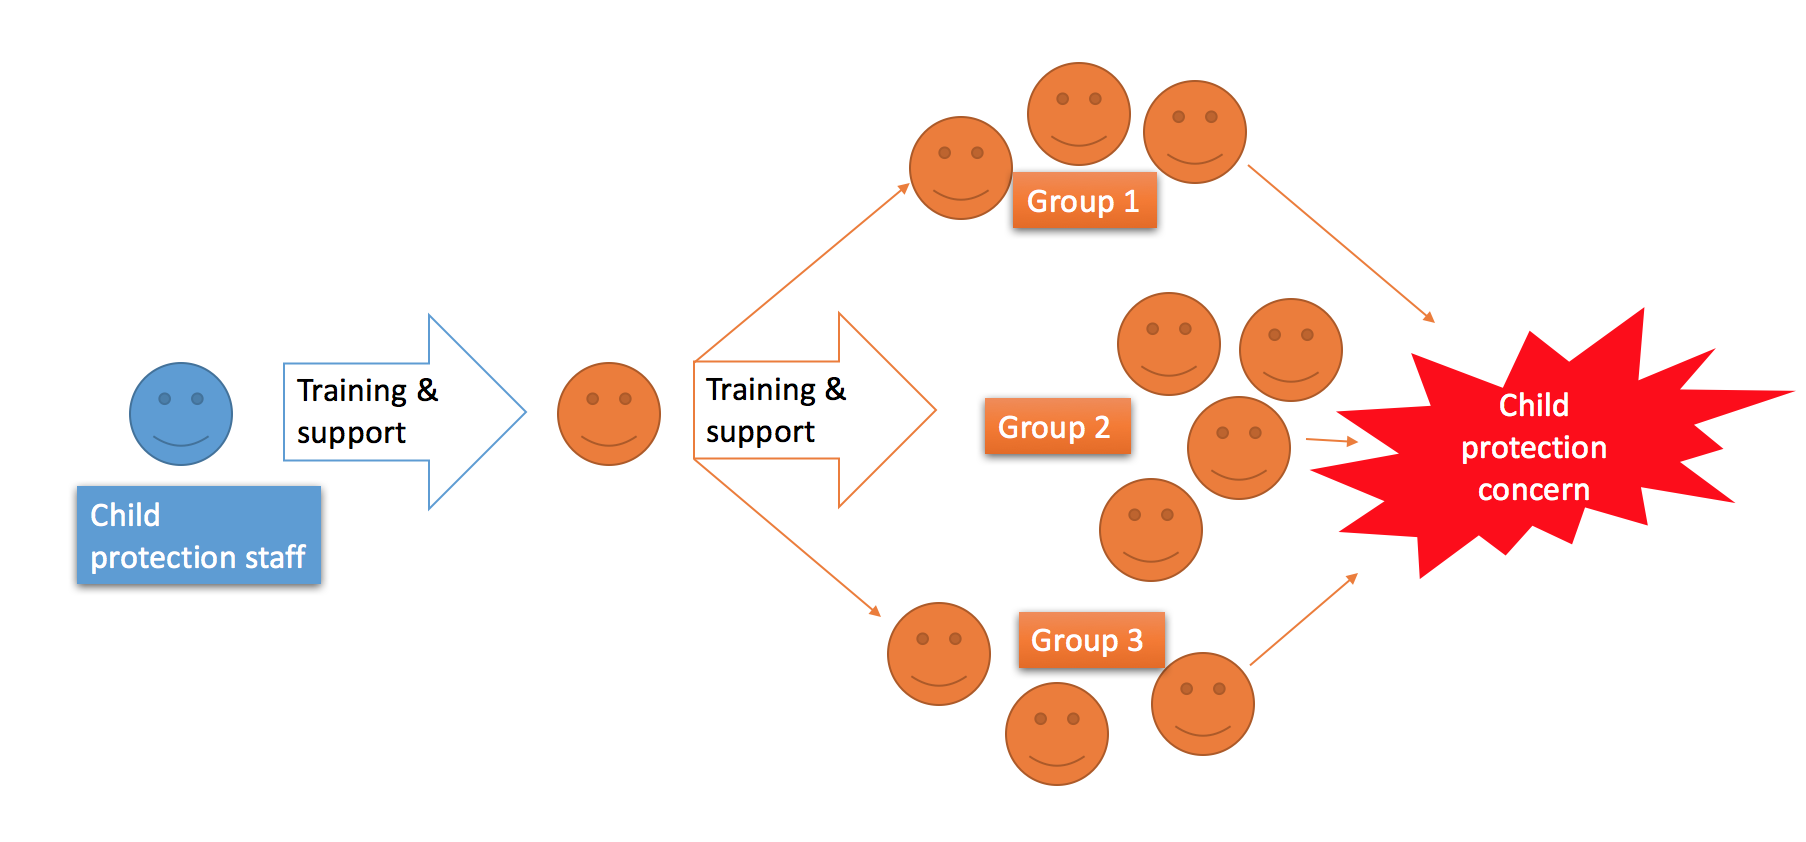 Child
protection staff
Training &
support
Training &
support
Group 1
Group 2
Group 3
Child
protection
concern